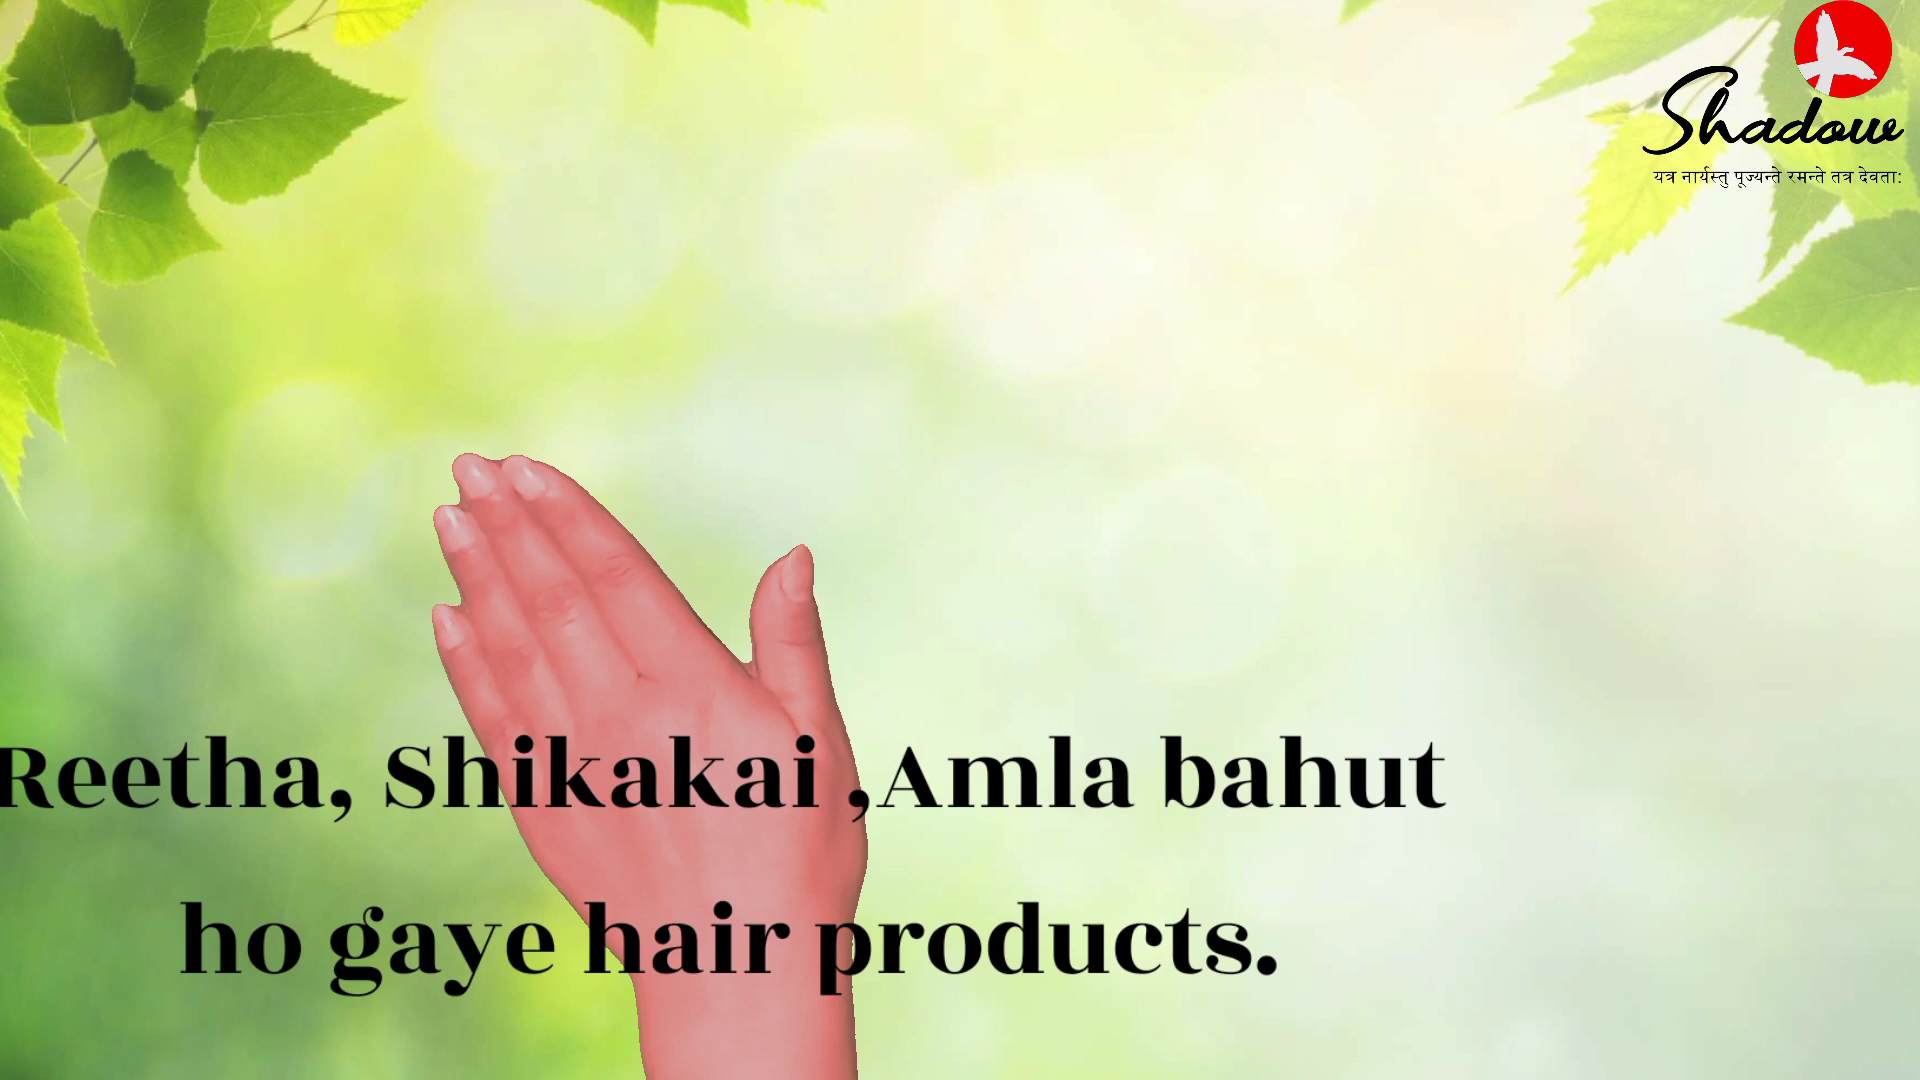 Shadow
यत्र नार्यस्तु पूज्यन्ते रमन्ते तत्र देवता:
Reetha, Shikakai ,Amla bahut
ho gaye hair products.